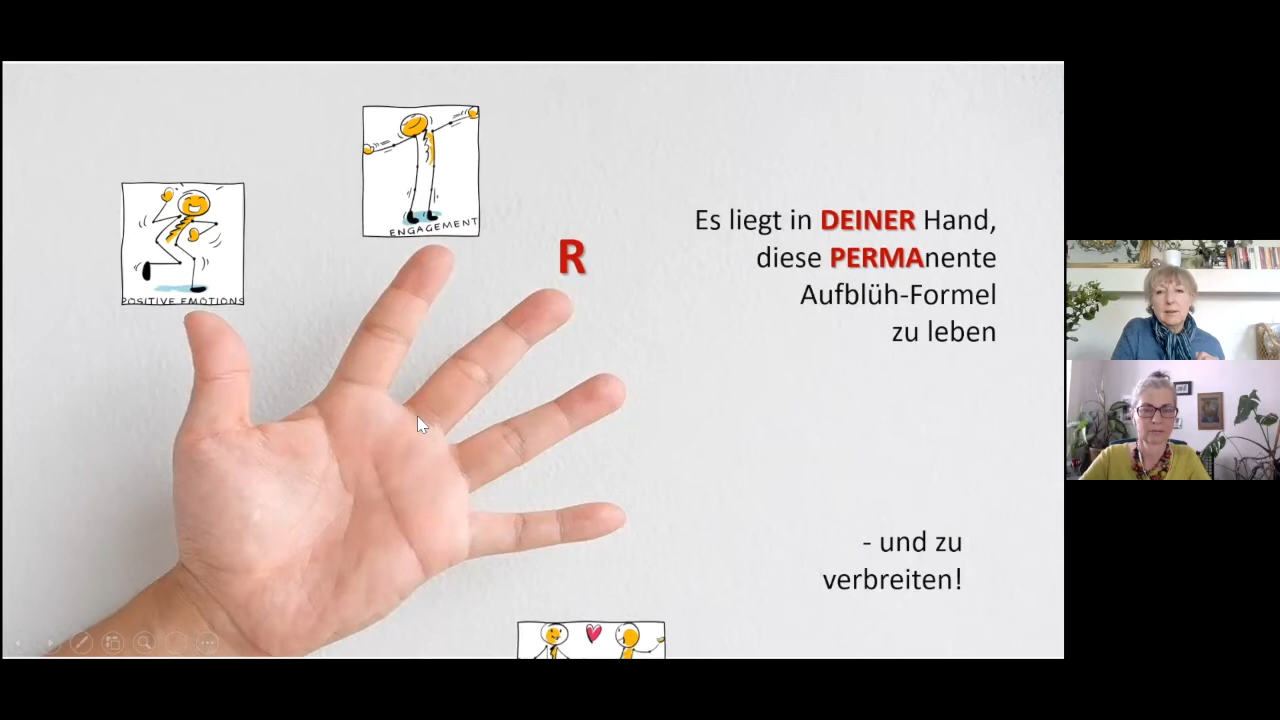 ENGAGEMENT
POSITIVE EMOTIONS
R
Es liegt in DEINER Hand,
diese PERMAnente
Aufblüh-Formel
zu leben
- und zu
verbreiten!